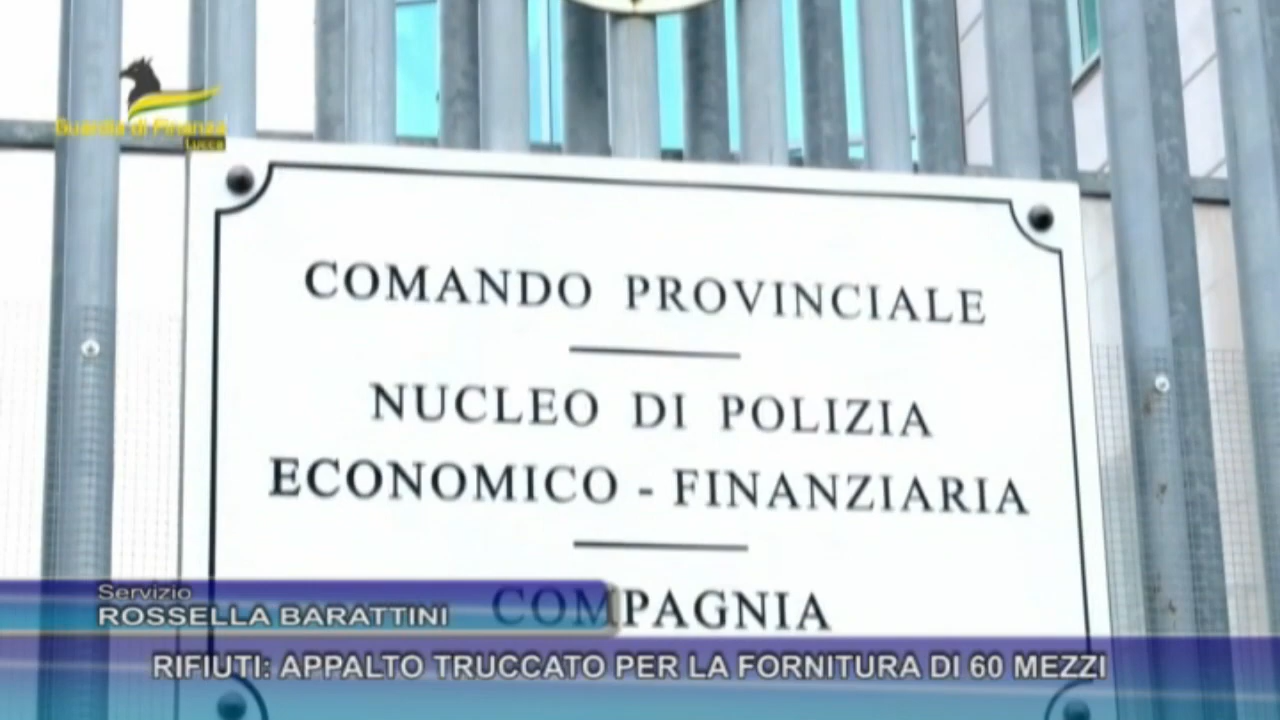 Guardia di Finanza
Lucca
COMANDO PROVINCIALE
NUCLEO DI POLIZIA
ECONOMICO - FINANZIARIA
COMPAGNIA
Servizio
ROSSELLA BARATTINI
RIFIUTI: APPALTO TRUCCATO PER LA FORNITURA DI 60 MEZZI